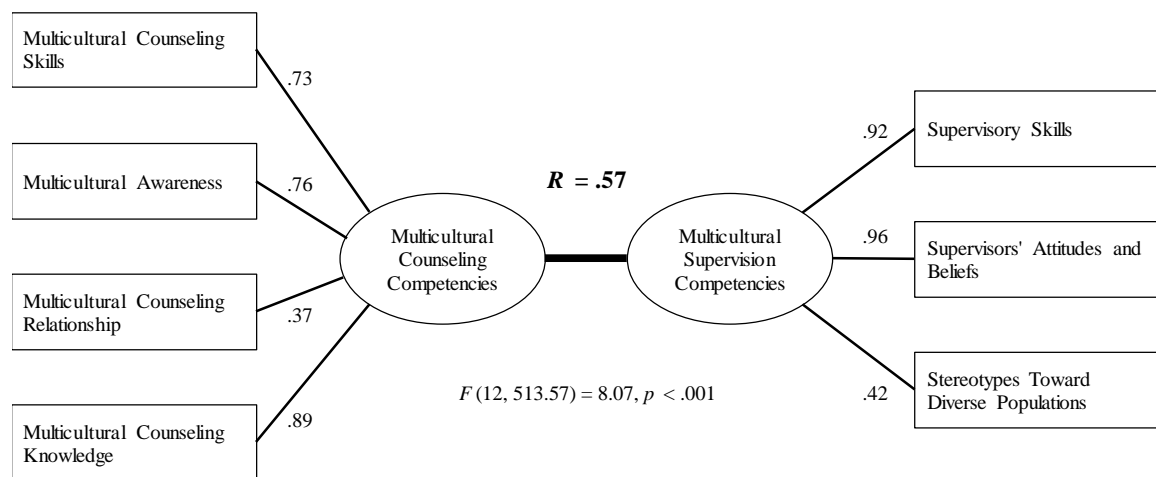 Multicultural Counseling
Skills
.73
Multicultural Awareness
.76
Multicultural Counseling
Relationship
.37
Multicultural Counseling
Knowledge
.89
Multicultural
Counseling
Competencies
R = .57
F (12, 513.57) = 8.07, p < .001
Multicultural
Supervision
Competencies
.92
Supervisory Skills
.96
Supervisors' Attitudes and
Beliefs
.42
Stereotypes Toward
Diverse Populations